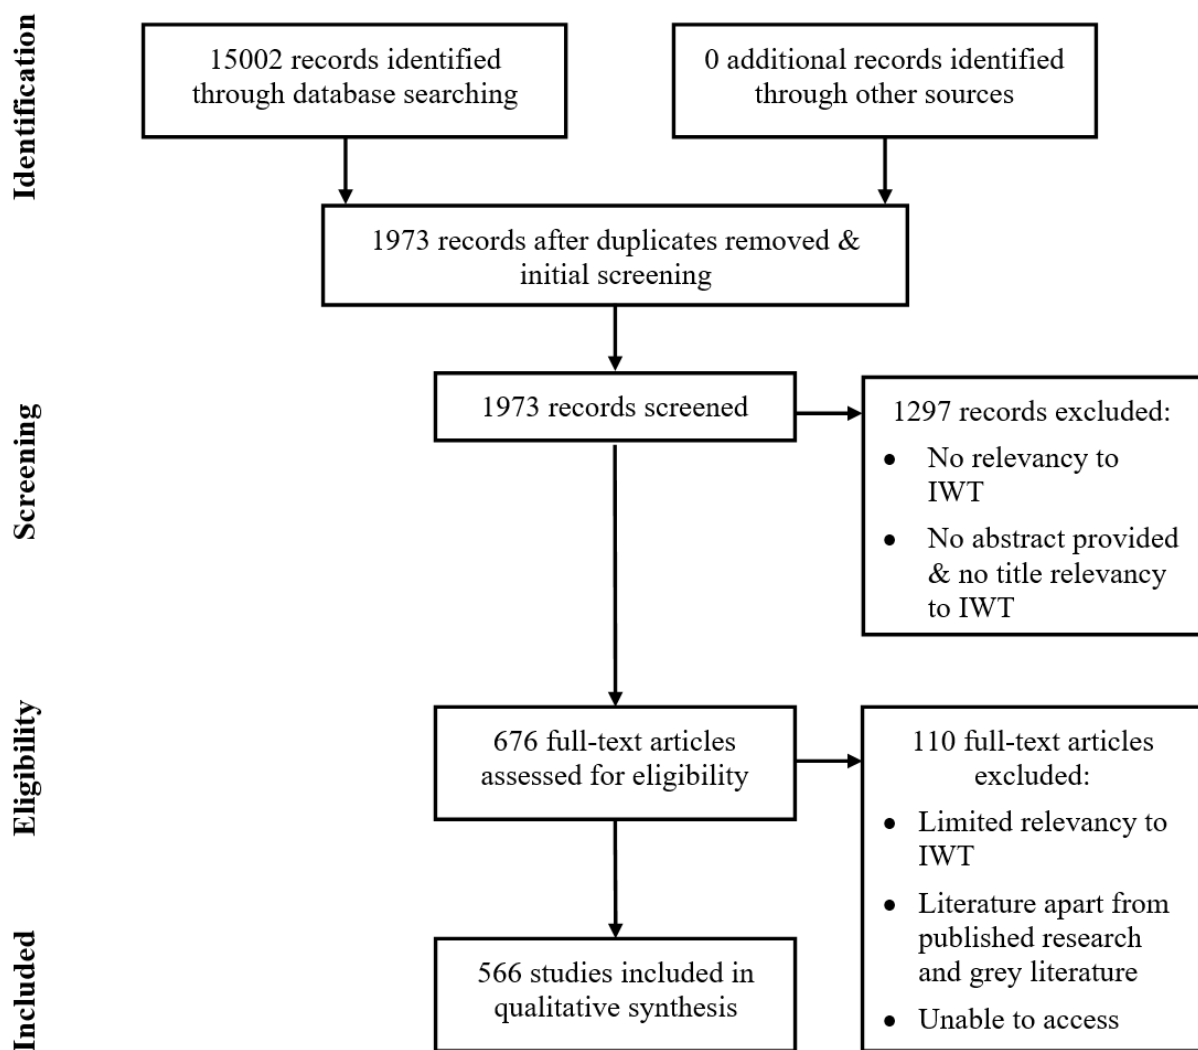 Identification
15002 records identified
through database searching
0 additional records identified
through other sources
1973 records after duplicates removed &
initial screening
Screening
1973 records screened
1297 records excluded:
• No relevancy to
IWT
• No abstract provided
& no title relevancy
to IWT
Eligibility
676 full-text articles
assessed for eligibility
110 full-text articles
excluded:
• Limited relevancy to
IWT
• Literature apart from
published research
and grey literature
• Unable to access
Included
566 studies included in
qualitative synthesis